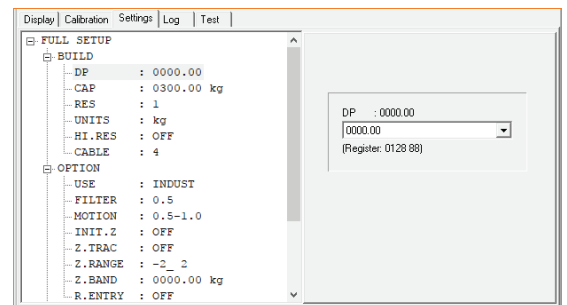 Display Calibration Settings Log Test
FULL SETUP
BUILD
DP : 0000.00
CAP : 0300.00 kg
RES : 1
UNITS : kg
HI.RES : OFF
CABLE : 4
OPTION
USE : INDUST
FILTER : 0.5
MOTION : 0.5-1.0
INIT.Z : OFF
Z.TRAC : OFF
Z.RANGE : -2_ 2
Z.BAND : 0000.00 kg
R.ENTRY : OFF
DP : 0000.00
0000.00
(Register: 0128 88)